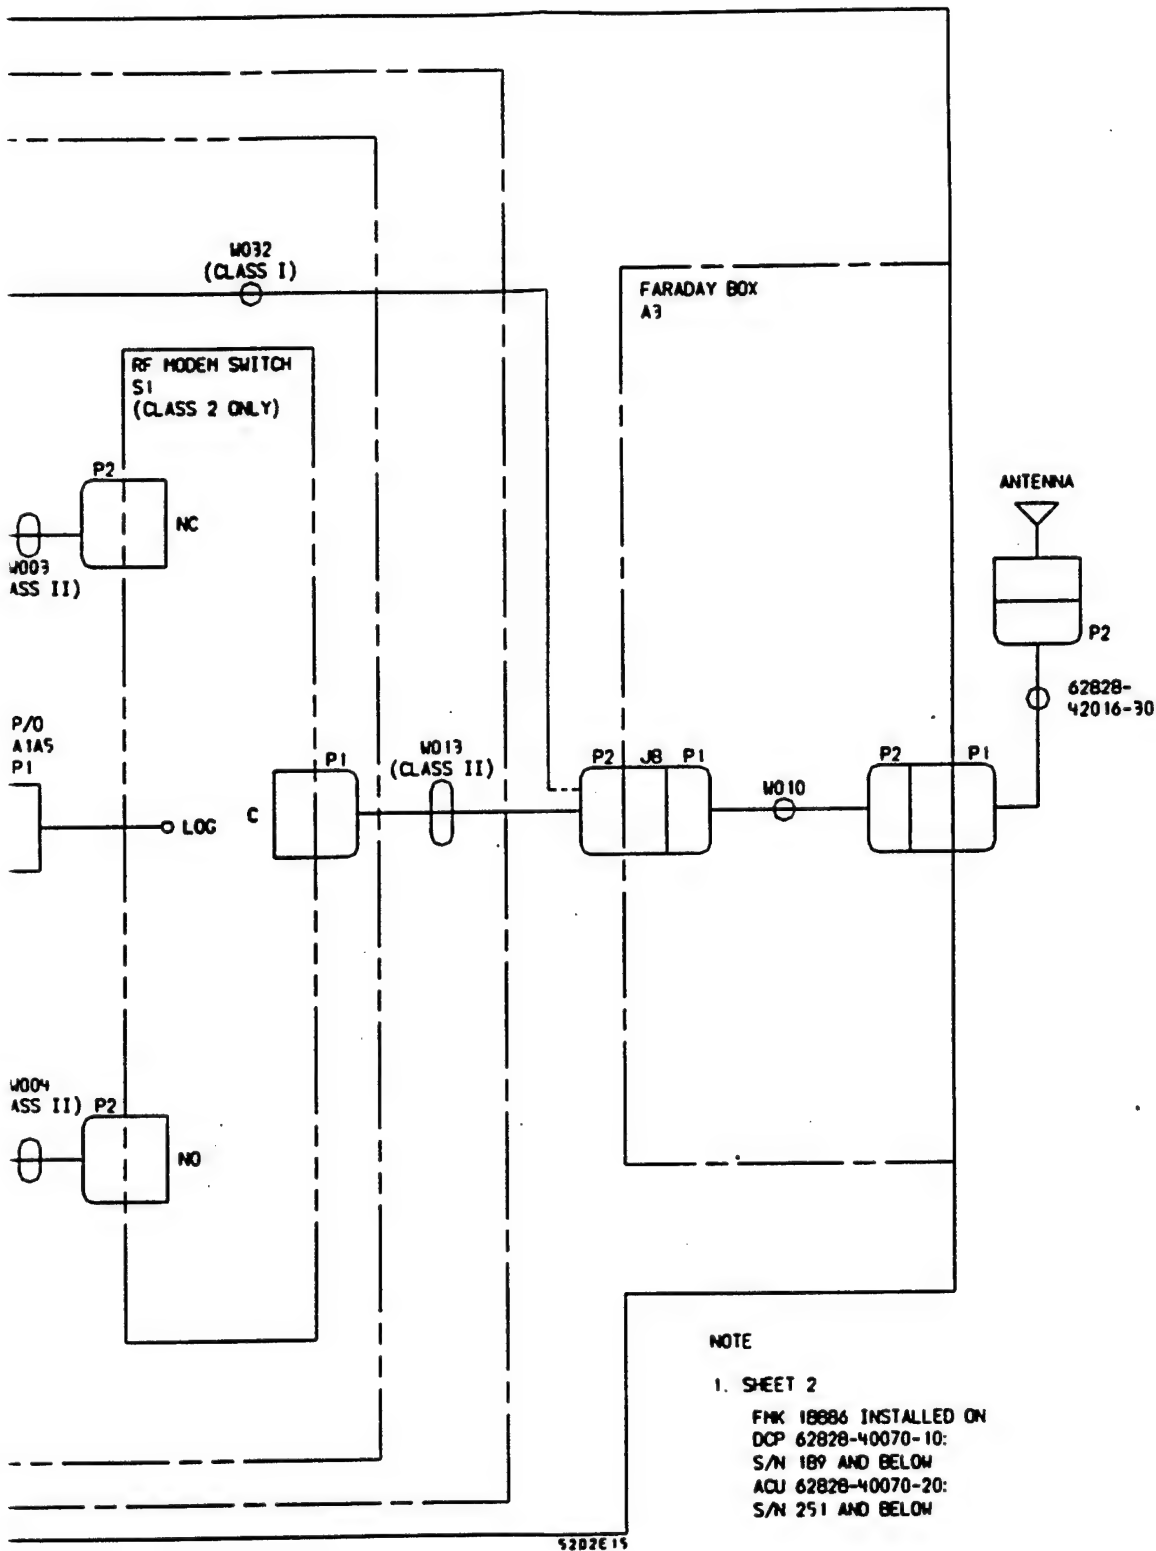 W032
(CLASS I)
FARADAY BOX
A3
RF MODEM SWITCH
S1
(CLASS 2 ONLY)
P2
NC
W003
ASS II)
ANTENNA
P2
62828-
42016-30
P/O
A1A5
P1
LOG
C
P1
W013
(CLASS II)
P2 J8 P1
W010
P2 P1
W004
ASS II)
P2
NO
NOTE
1. SHEET 2
FMK 18886 INSTALLED ON
DCP 62828-40070-10:
S/N 189 AND BELOW
ACU 62828-40070-20:
S/N 251 AND BELOW
5202E15